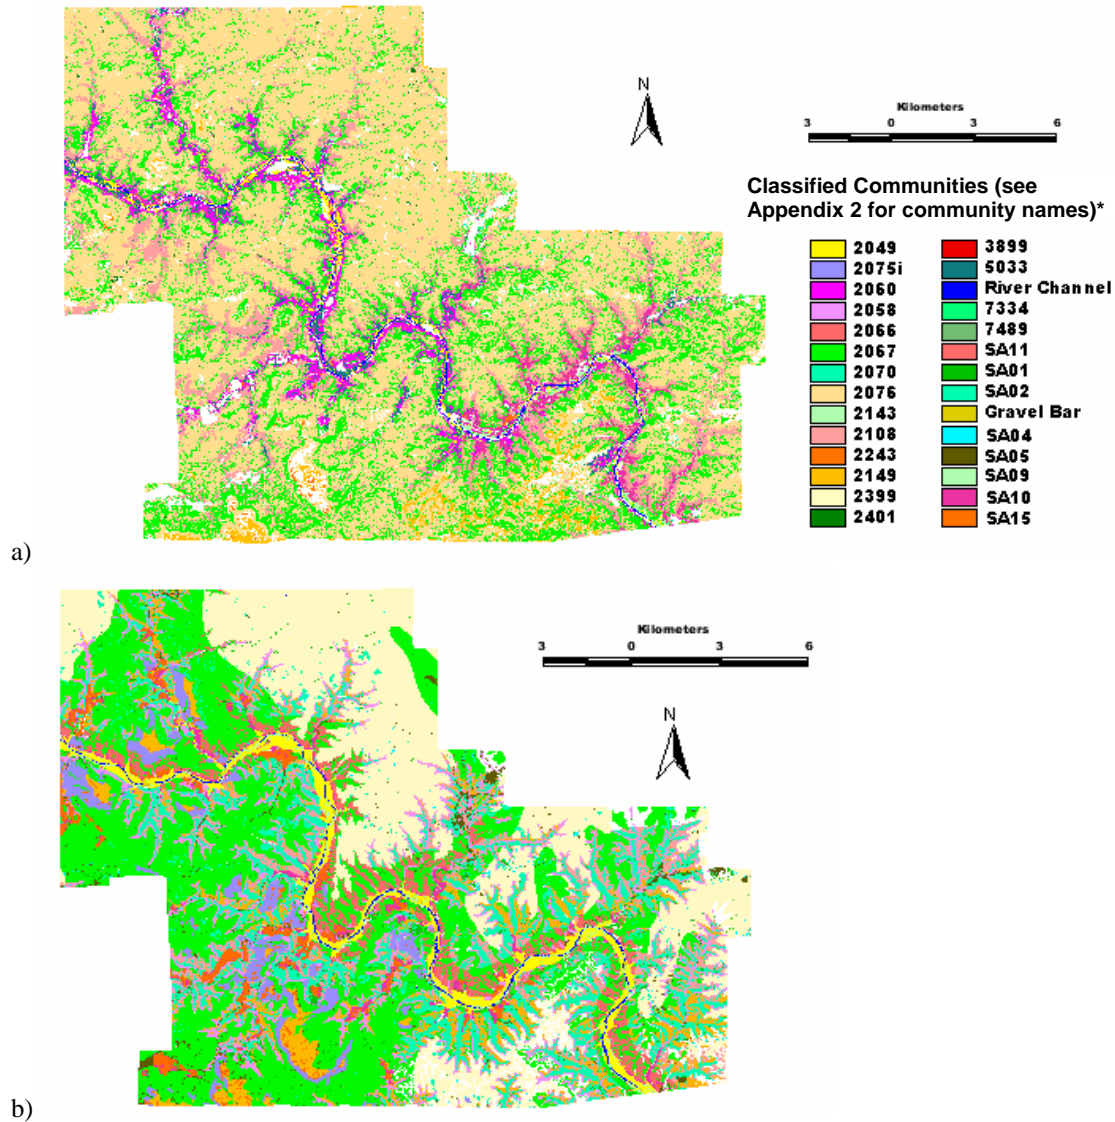 N
Kilometers
3 0 3 6
Classified Communities (see
Appendix 2 for community names)*
2049
2075i
2060
2058
2066
2067
2070
2076
2143
2108
2243
2149
2399
2401
3899
5033
River Channel
7334
7489
SA11
SA01
SA02
Gravel Bar
SA04
SA05
SA09
SA10
SA15
a)
Kilometers
3 0 3 6
N
b)